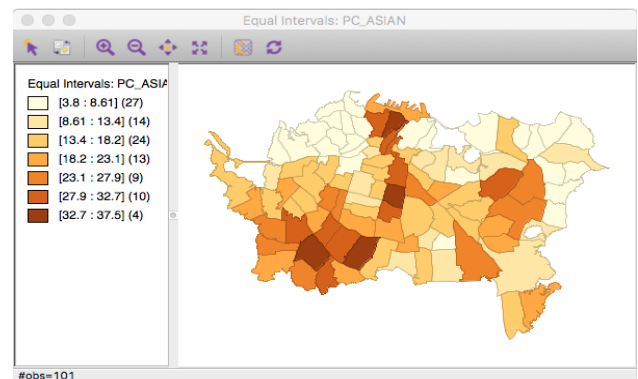 Equal Intervals: PC_ASIAN
Equal Intervals: PC_ASIA
[3.8 : 8.61] (27)
[8.61 : 13.4] (14)
[13.4 : 18.2] (24)
[18.2 : 23.1] (13)
[23.1 : 27.9] (9)
[27.9 : 32.7] (10)
[32.7 : 37.5] (4)
#obs=101